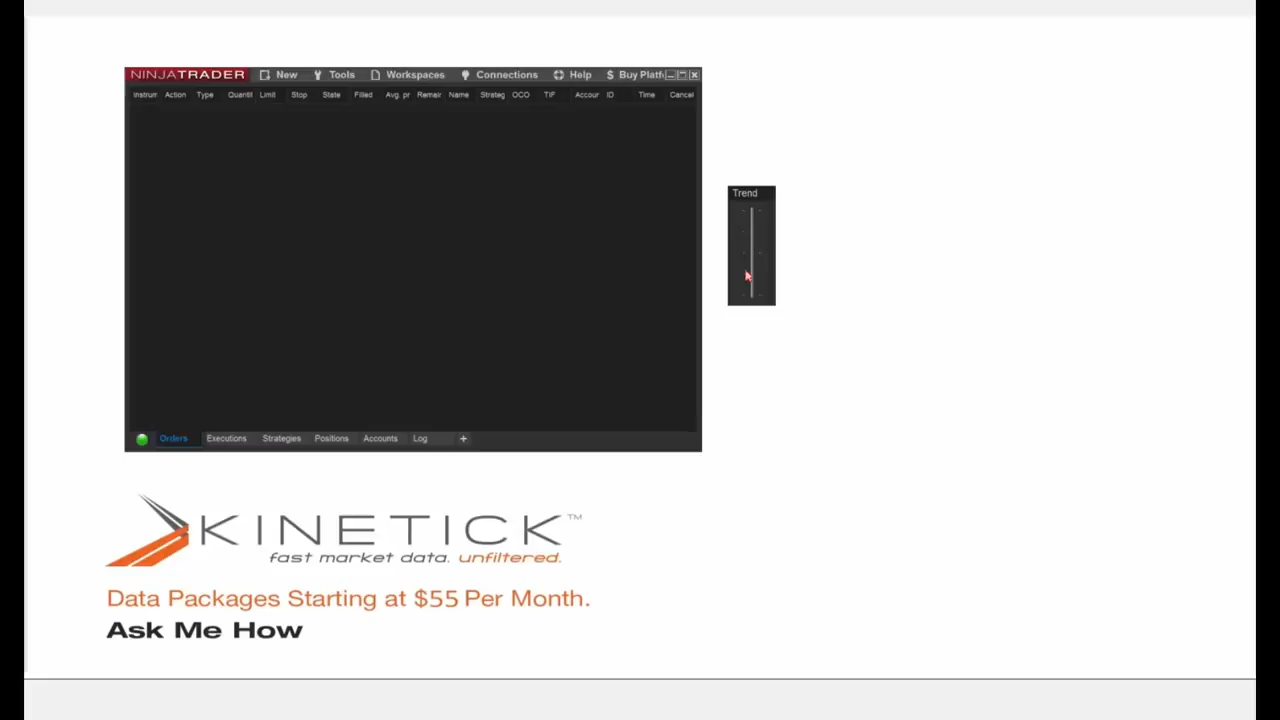 NINJATRADER New Tools Workspaces Connections Help $ Buy Platf
Instrum Action Type Quantit Limit Stop State Filled Avg. pr Remair Name Strateg OCO TIF Accour ID Time Cancel
Trend
Orders Executions Strategies Positions Accounts Log +
KINETICK™
fast market data. unfiltered.
Data Packages Starting at $55 Per Month.
Ask Me How